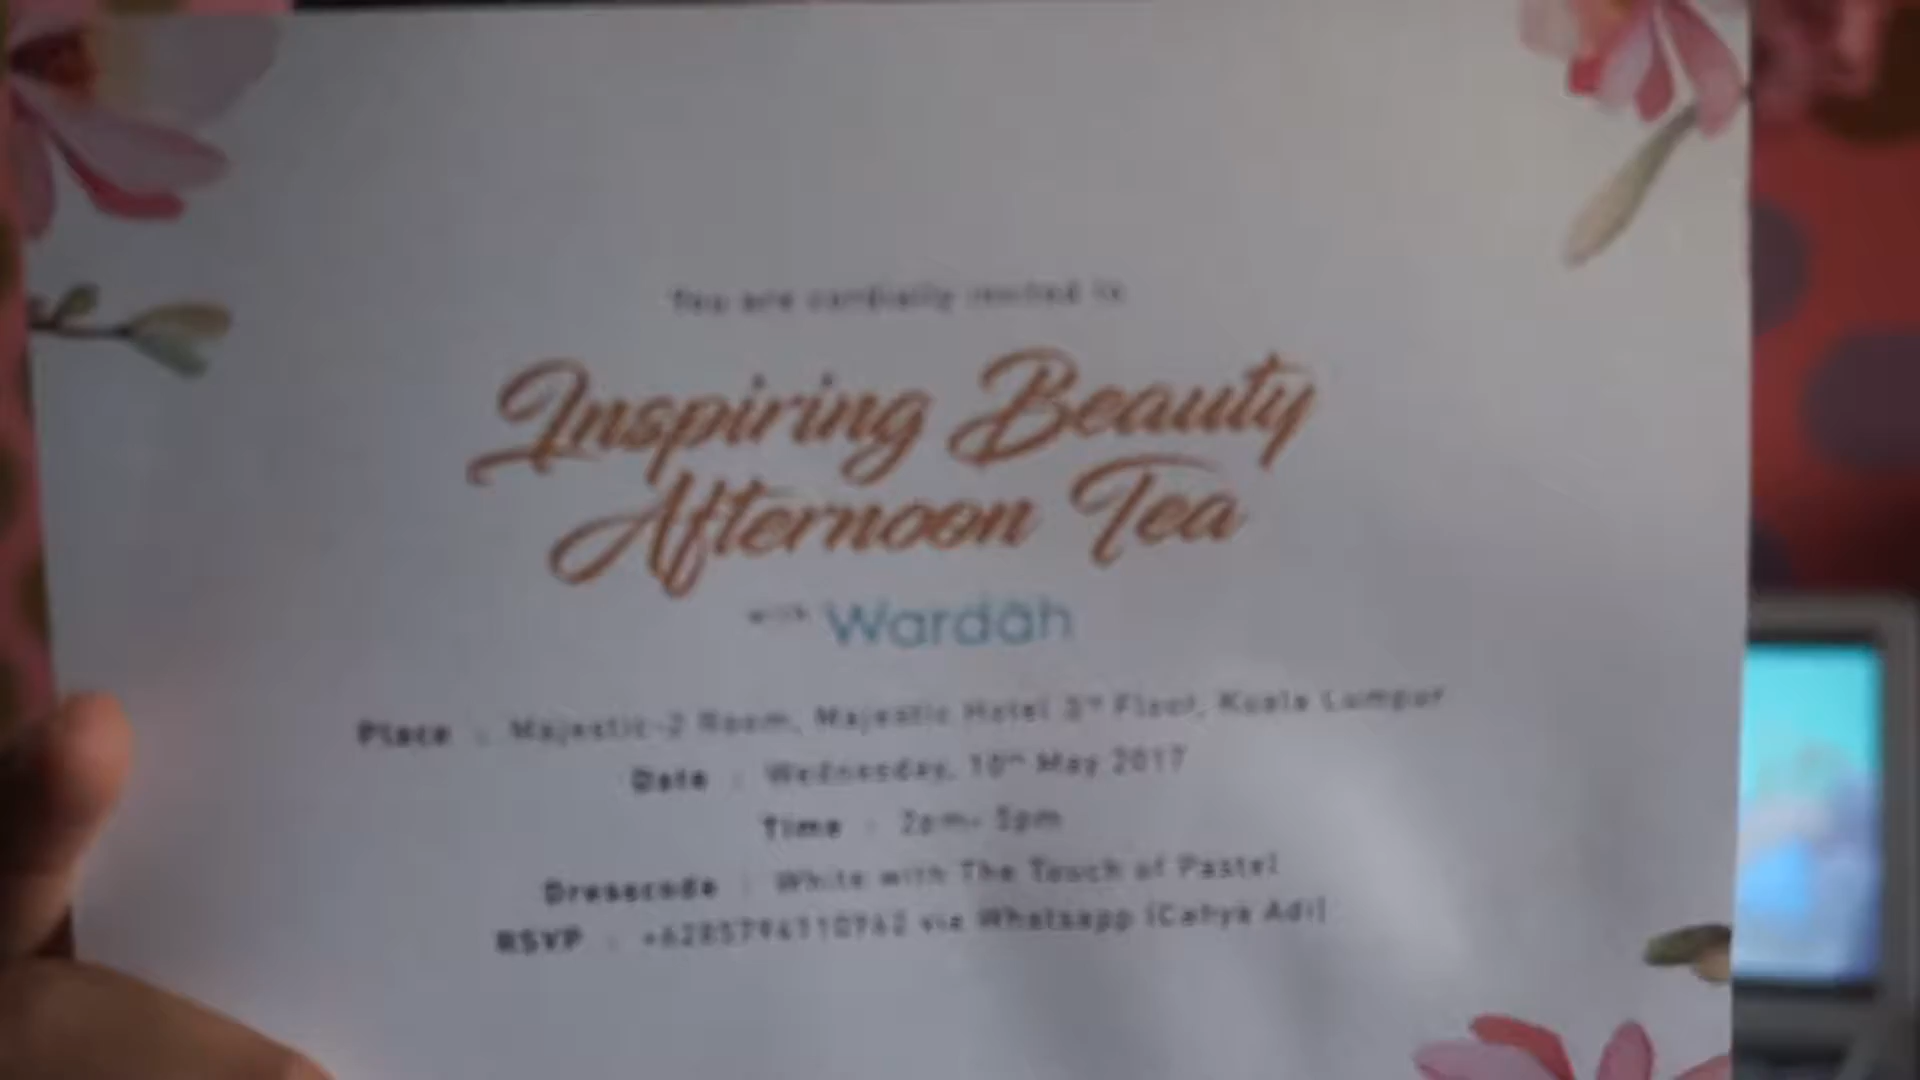 You are cordially invited to
Inspiring Beauty
Afternoon Tea
with Wardah
Place : Majestic-2 Room, Majestic Hotel Floor, Kuala Lumpur
Date : Wednesday, 10th May 2017
Time : 2pm- 5pm
Dresscode : White with The Touch of Pastel
RSVP : via Whatsapp (Cahya Adi)